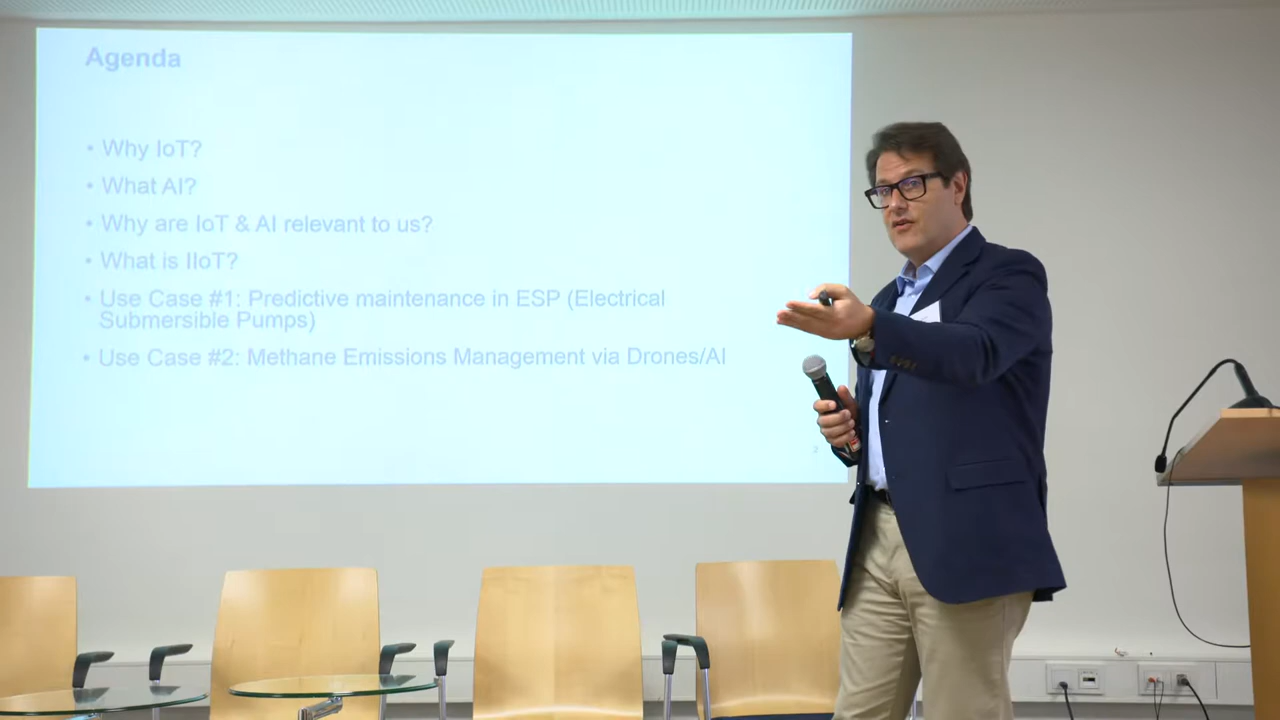 Agenda
• Why IoT?
• What AI?
• Why are IoT & AI relevant to us?
• What is IIoT?
• Use Case #1: Predictive maintenance in ESP (Electrical
Submersible Pumps)
• Use Case #2: Methane Emissions Management via Drones/AI
2